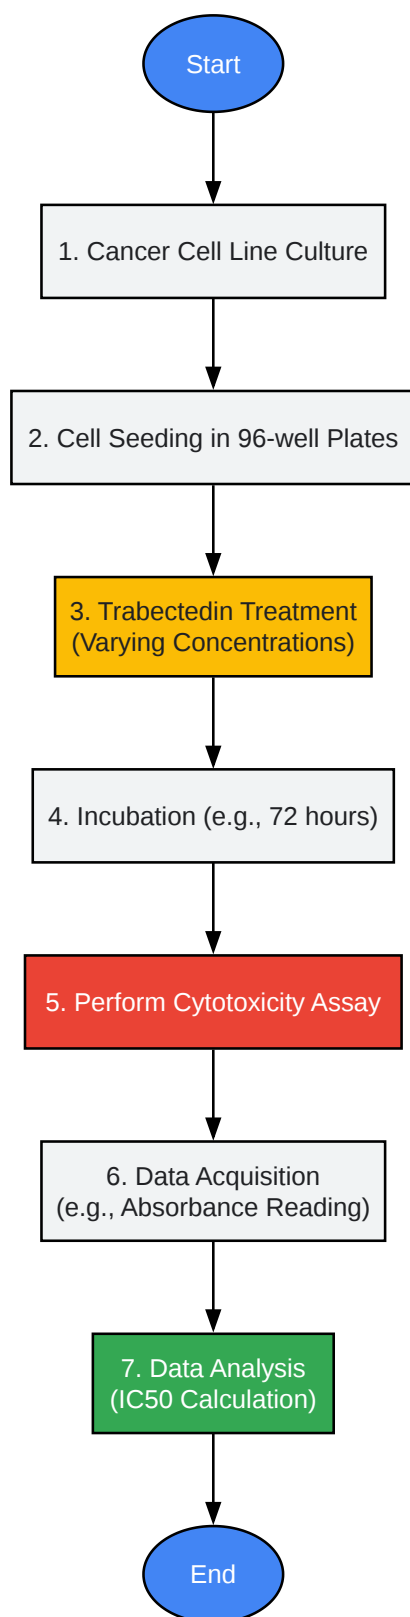 Start
1. Cancer Cell Line Culture
2. Cell Seeding in 96-well Plates
3. Trabectedin Treatment
(Varying Concentrations)
4. Incubation (e.g., 72 hours)
5. Perform Cytotoxicity Assay
6. Data Acquisition
(e.g., Absorbance Reading)
7. Data Analysis
(IC50 Calculation)
End